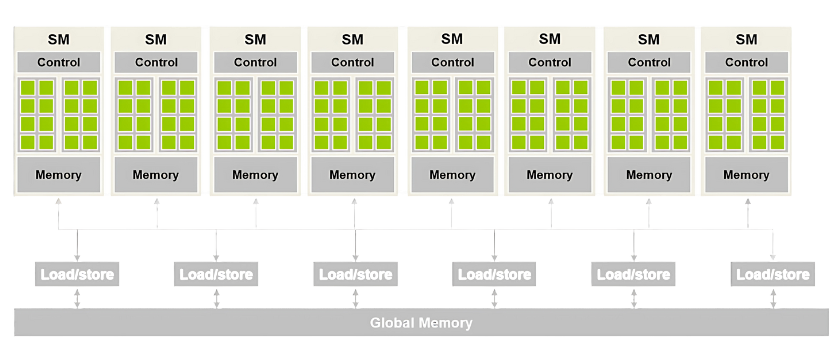 SM SM SM SM SM SM SM SM
Control Control Control Control Control Control Control Control
Memory Memory Memory Memory Memory Memory Memory Memory
Load/store Load/store Load/store Load/store Load/store Load/store
Global Memory